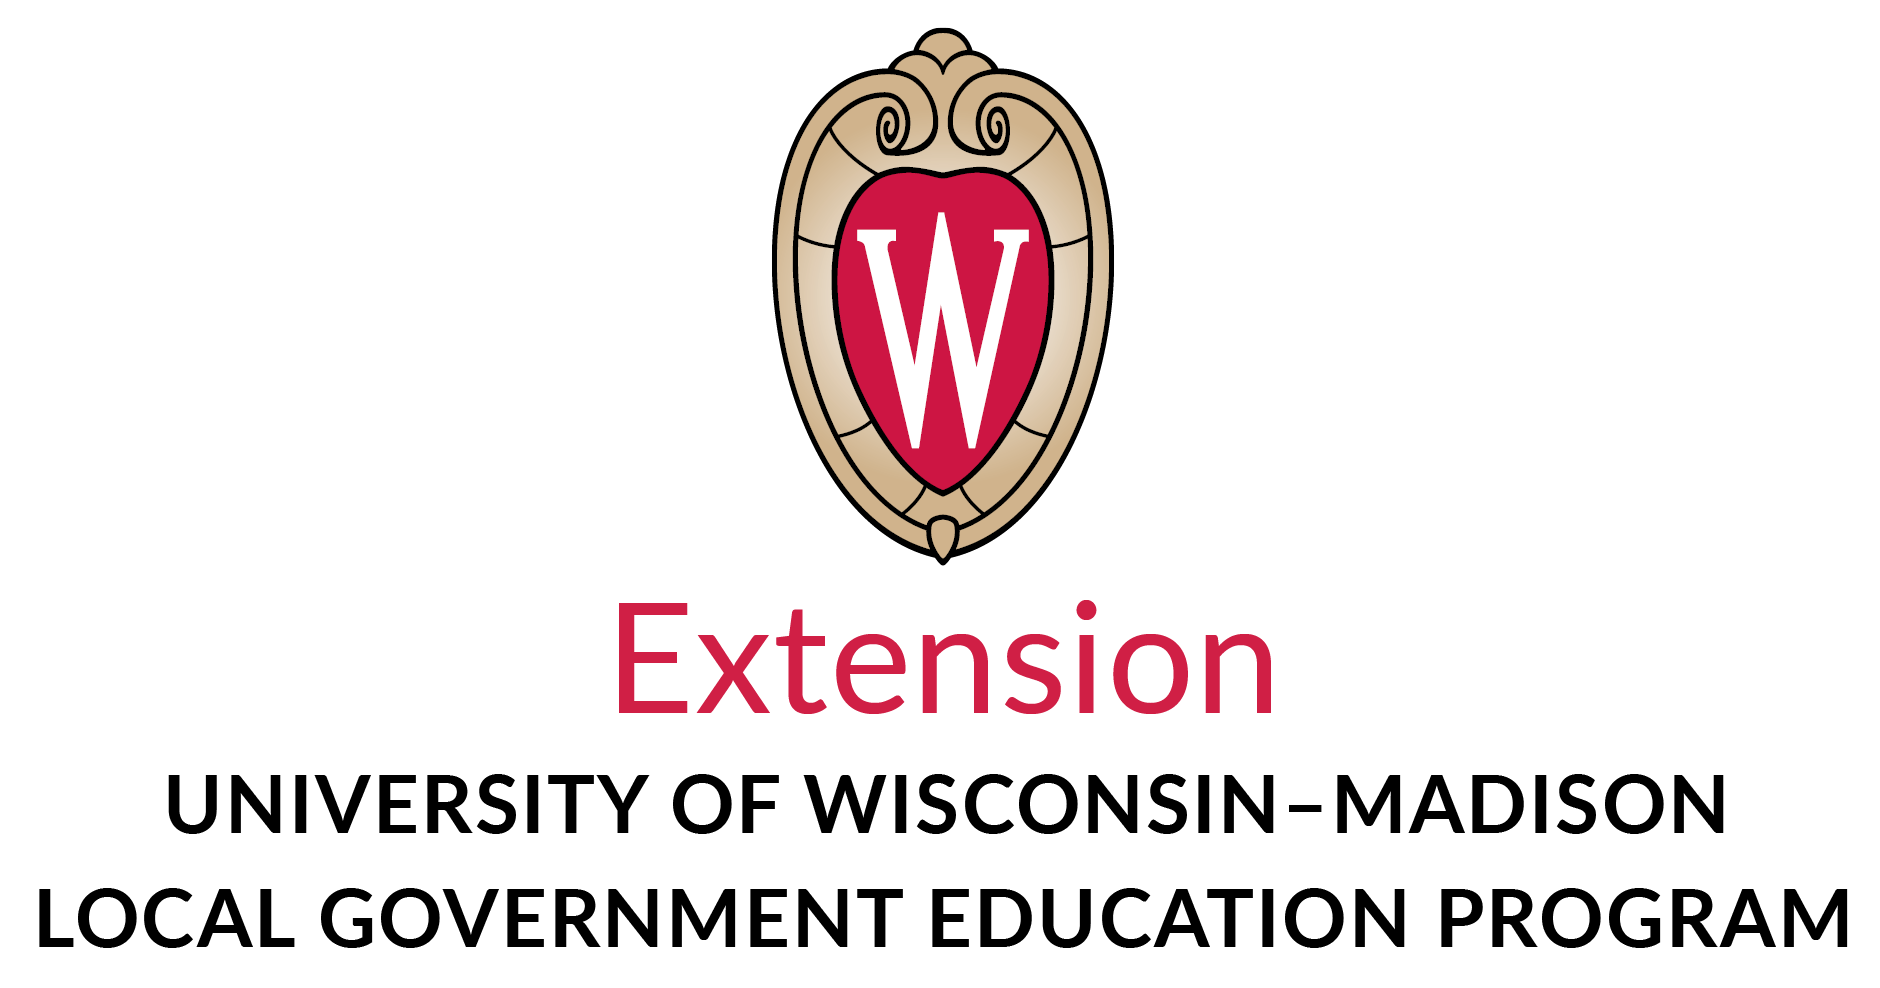 W
Extension
UNIVERSITY OF WISCONSIN–MADISON
LOCAL GOVERNMENT EDUCATION PROGRAM